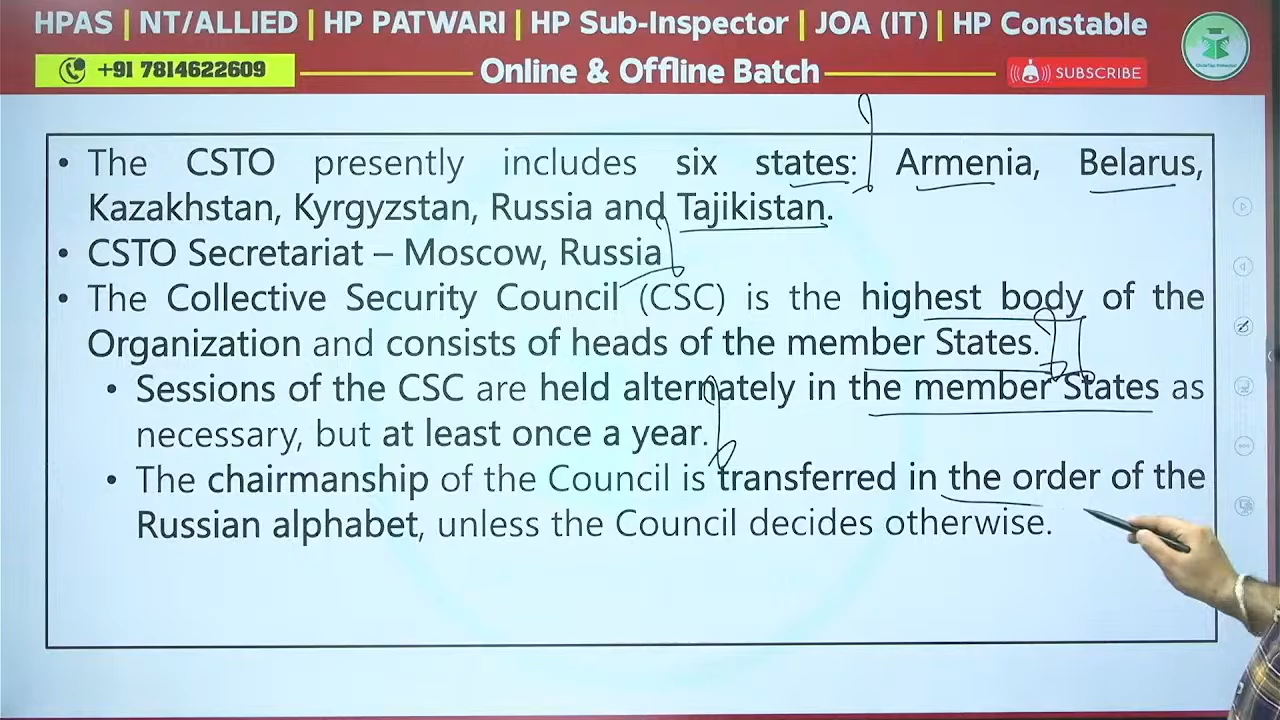 HPAS | NT/ALLIED | HP PATWARI | HP Sub-Inspector | JOA (IT) | HP Constable
+91 7814622609
Online & Offline Batch
SUBSCRIBE
• The CSTO presently includes six states: Armenia, Belarus,
Kazakhstan, Kyrgyzstan, Russia and Tajikistan.
• CSTO Secretariat – Moscow, Russia
• The Collective Security Council (CSC) is the highest body of the
Organization and consists of heads of the member States.
• Sessions of the CSC are held alternately in the member States as
necessary, but at least once a year.
• The chairmanship of the Council is transferred in the order of the
Russian alphabet, unless the Council decides otherwise.